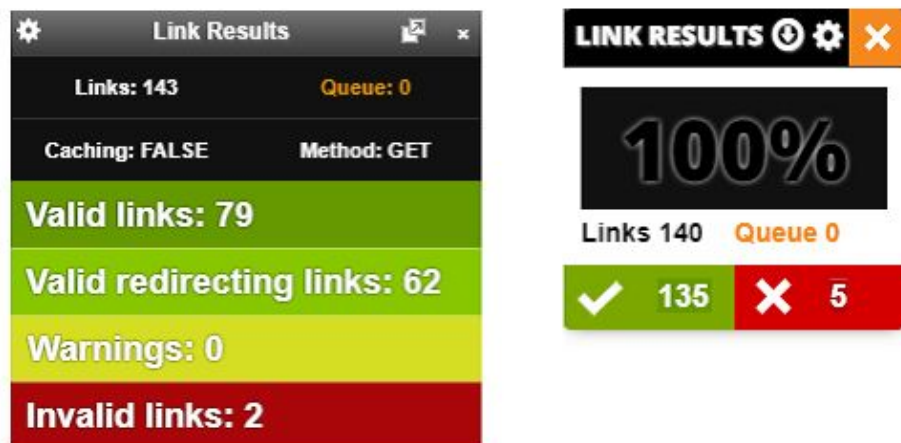 Link Results
Links: 143 Queue: 0
Caching: FALSE Method: GET
Valid links: 79
Valid redirecting links: 62
Warnings: 0
Invalid links: 2
LINK RESULTS
100%
Links 140 Queue 0
135 5